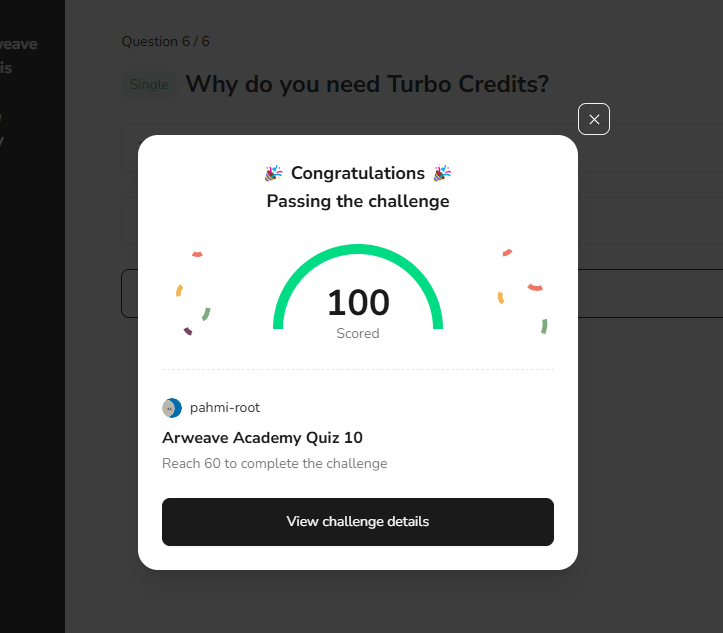 weave
is
Question 6 / 6
Single Why do you need Turbo Credits?
Congratulations
Passing the challenge
100
Scored
pahmi-root
Arweave Academy Quiz 10
Reach 60 to complete the challenge
View challenge details